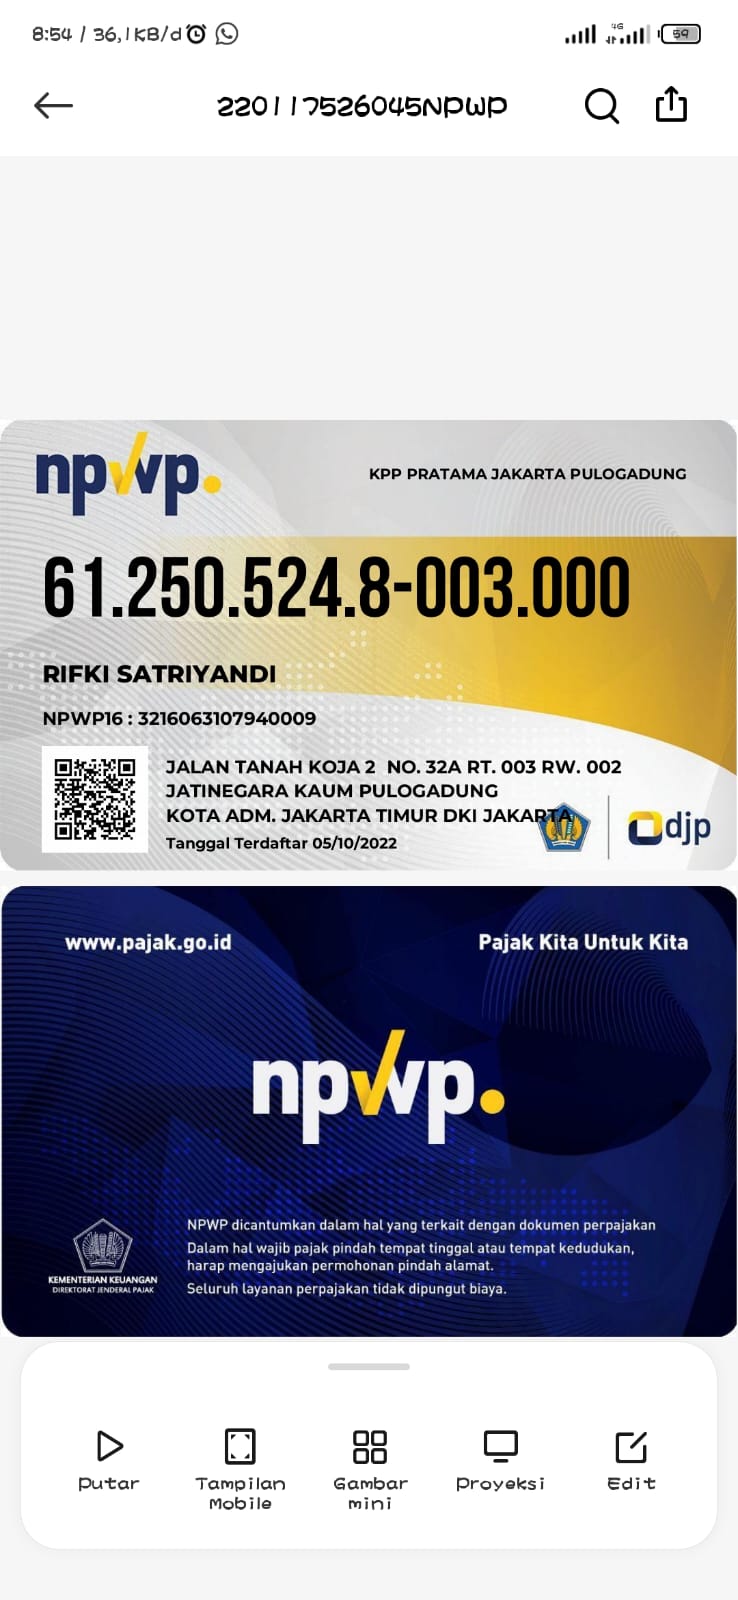 8:54 / 36,1KB/d
4G
59
220117526045NPWP
npwp.
KPP PRATAMA JAKARTA PULOGADUNG
61.250.524.8-003.000
RIFKI SATRIYANDI
NPWP16 : 3216063107940009
JALAN TANAH KOJA 2 NO. 32A RT. 003 RW. 002
JATINEGARA KAUM PULOGADUNG
KOTA ADM. JAKARTA TIMUR DKI JAKARTA
Tanggal Terdaftar 05/10/2022
djp
www.pajak.go.id
Pajak Kita Untuk Kita
npwp.
NPWP dicantumkan dalam hal yang terkait dengan dokumen perpajakan
Dalam hal wajib pajak pindah tempat tinggal atau tempat kedudukan,
harap mengajukan permohonan pindah alamat.
Seluruh layanan perpajakan tidak dipungut biaya.
KEMENTERIAN KEUANGAN
DIREKTORAT JENDERAL PAJAK
Putar
Tampilan Mobile
Gambar mini
Proyeksi
Edit